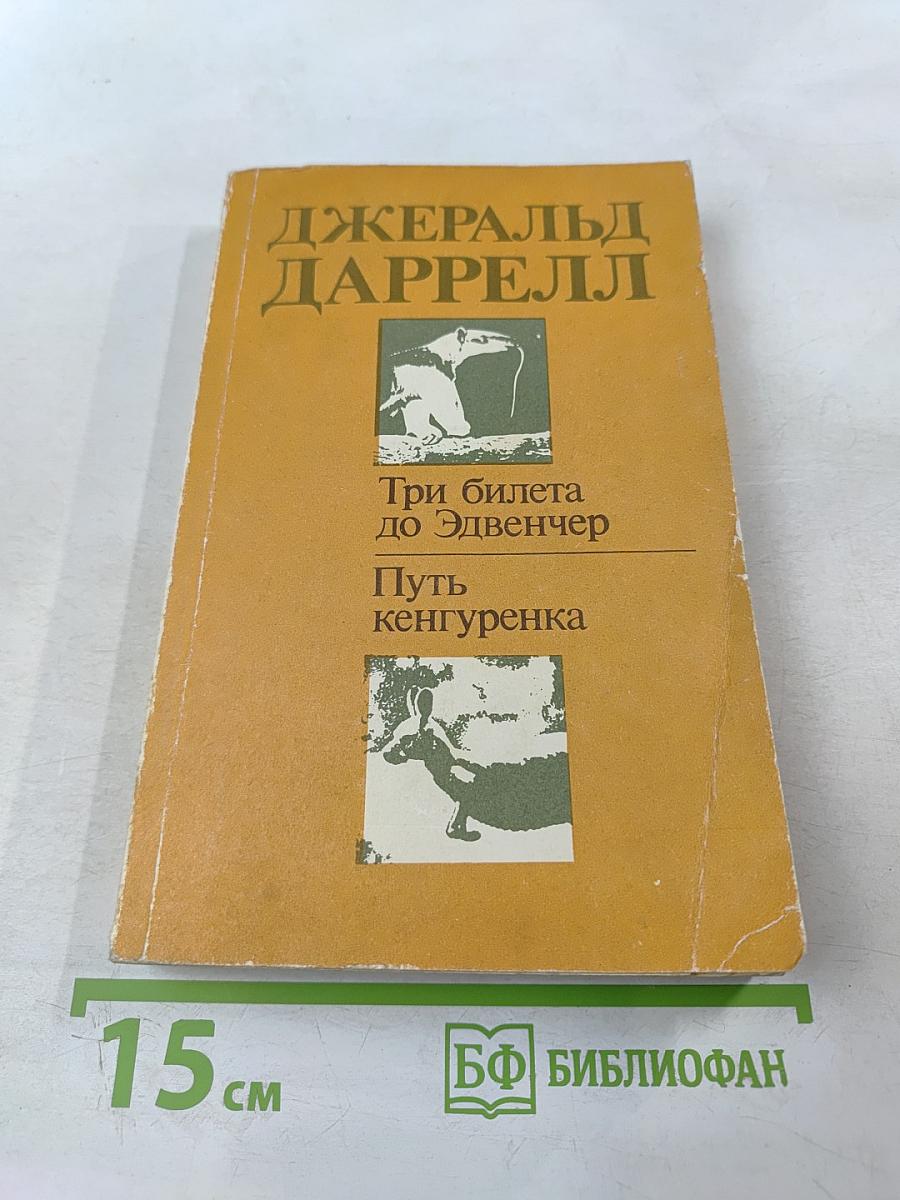 ДЖЕРАЛЬД
ДАРРЕЛЛ
Три билета
до Эдвенчер
Путь
кенгуренка
15 см
БФ БИБЛИОФАН